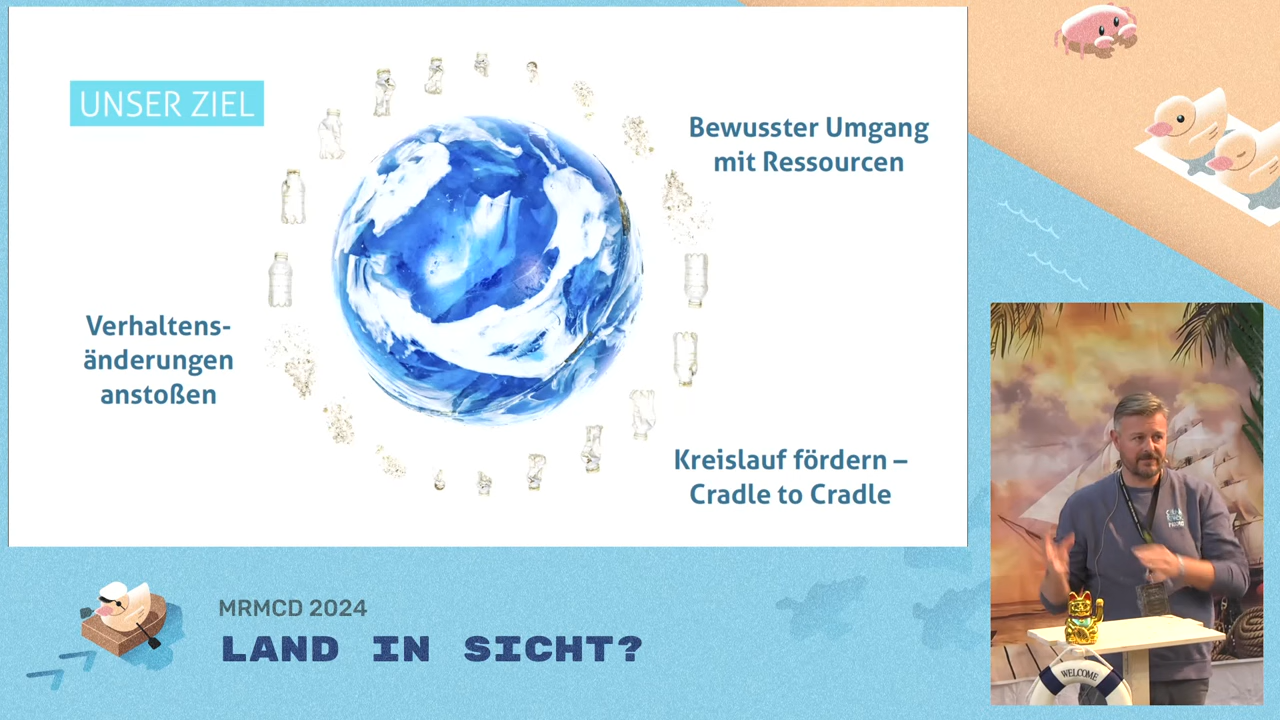 UNSER ZIEL
Bewusster Umgang
mit Ressourcen
Verhaltens-
änderungen
anstoßen
Kreislauf fördern –
Cradle to Cradle
MRMCD 2024
LAND IN SICHT?
WELCOME